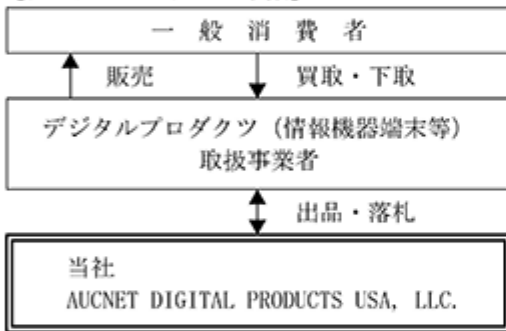 一般消費者
販売
買取・下取
デジタルプロダクツ（情報機器端末等）
取扱事業者
出品・落札
当社
AUCNET DIGITAL PRODUCTS USA, LLC.